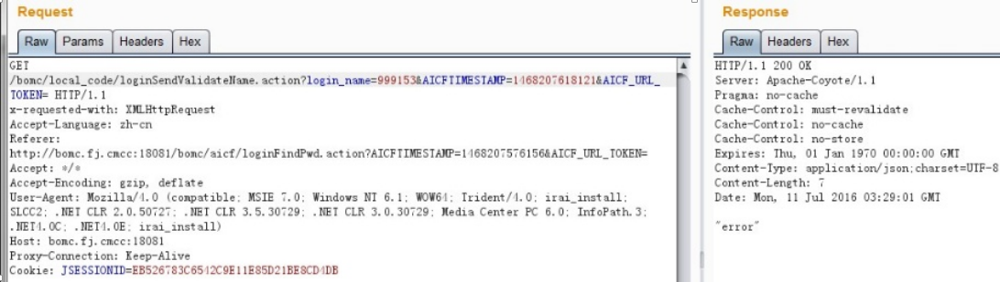 Request
Raw Params Headers Hex
GET
/bomc/local_code/loginSendValidateName.action?login_name=999153&AICFTIMESTAMP=1468207618121&AICF_URL_
TOKEN= HTTP/1.1
x-requested-with: XMLHttpRequest
Accept-Language: zh-cn
Referer:
http://bomc.fj.cmcc:18081/bomc/aicf/loginFindPwd.action?AICFTIMESTAMP=1468207576156&AICF_URL_TOKEN=
Accept: */*
Accept-Encoding: gzip, deflate
User-Agent: Mozilla/4.0 (compatible; MSIE 7.0; Windows NT 6.1; WOW64; Trident/4.0; irai_install;
SLCC2; .NET CLR 2.0.50727; .NET CLR 3.5.30729; .NET CLR 3.0.30729; Media Center PC 6.0; InfoPath.3;
.NET4.0C; .NET4.0E; irai_install)
Host: bomc.fj.cmcc:18081
Proxy-Connection: Keep-Alive
Cookie: JSESSIONID=EB526783C6542C9E11E85D21BE8CD4DB
Response
Raw Headers Hex
HTTP/1.1 200 OK
Server: Apache-Coyote/1.1
Pragma: no-cache
Cache-Control: must-revalidate
Cache-Control: no-cache
Cache-Control: no-store
Expires: Thu, 01 Jan 1970 00:00:00 GMT
Content-Type: application/json;charset=UTF-8
Content-Length: 7
Date: Mon, 11 Jul 2016 03:29:01 GMT
"error"